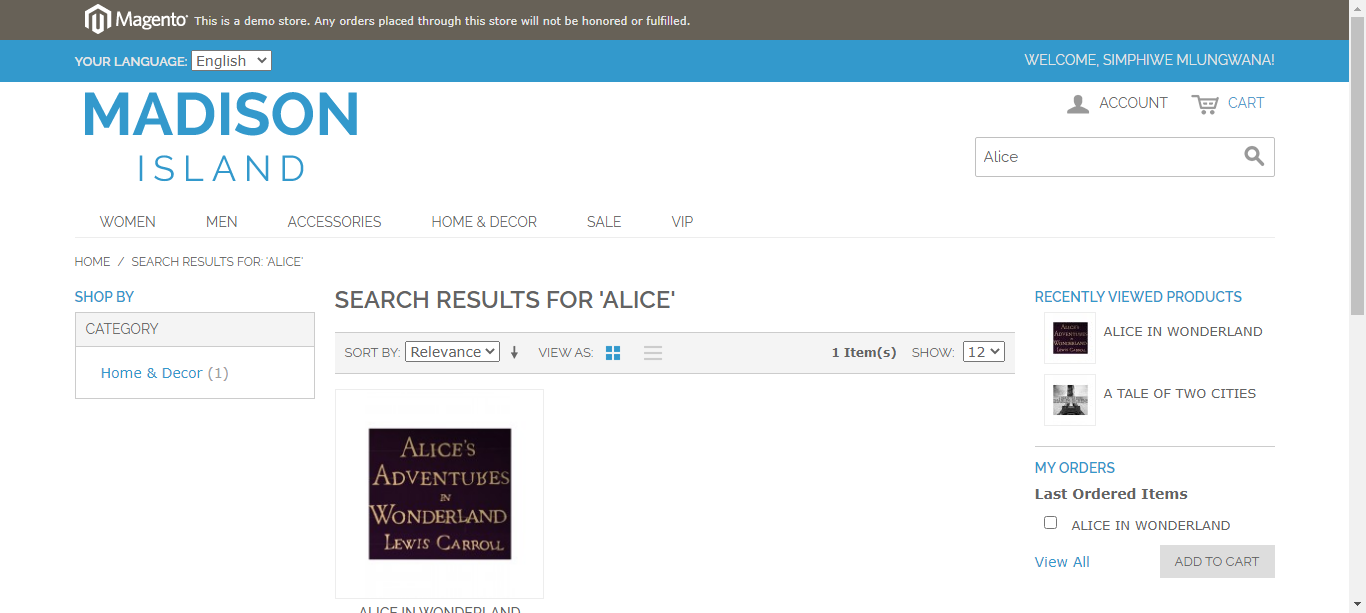 Magento This is a demo store. Any orders placed through this store will not be honored or fulfilled.
YOUR LANGUAGE: English WELCOME, SIMPHIWE MLUNGWANA!
MADISON
ISLAND
ACCOUNT CART
Alice
WOMEN MEN ACCESSORIES HOME & DECOR SALE VIP
HOME / SEARCH RESULTS FOR: 'ALICE'
SHOP BY
CATEGORY
Home & Decor (1)
SEARCH RESULTS FOR 'ALICE'
SORT BY: Relevance VIEW AS: 1 Item(s) SHOW: 12
ALICE'S
ADVENTURES
IN
WONDERLAND
LEWIS CARROLL
ALICE IN WONDERLAND
RECENTLY VIEWED PRODUCTS
ALICE IN WONDERLAND
A TALE OF TWO CITIES
MY ORDERS
Last Ordered Items
ALICE IN WONDERLAND
View All ADD TO CART